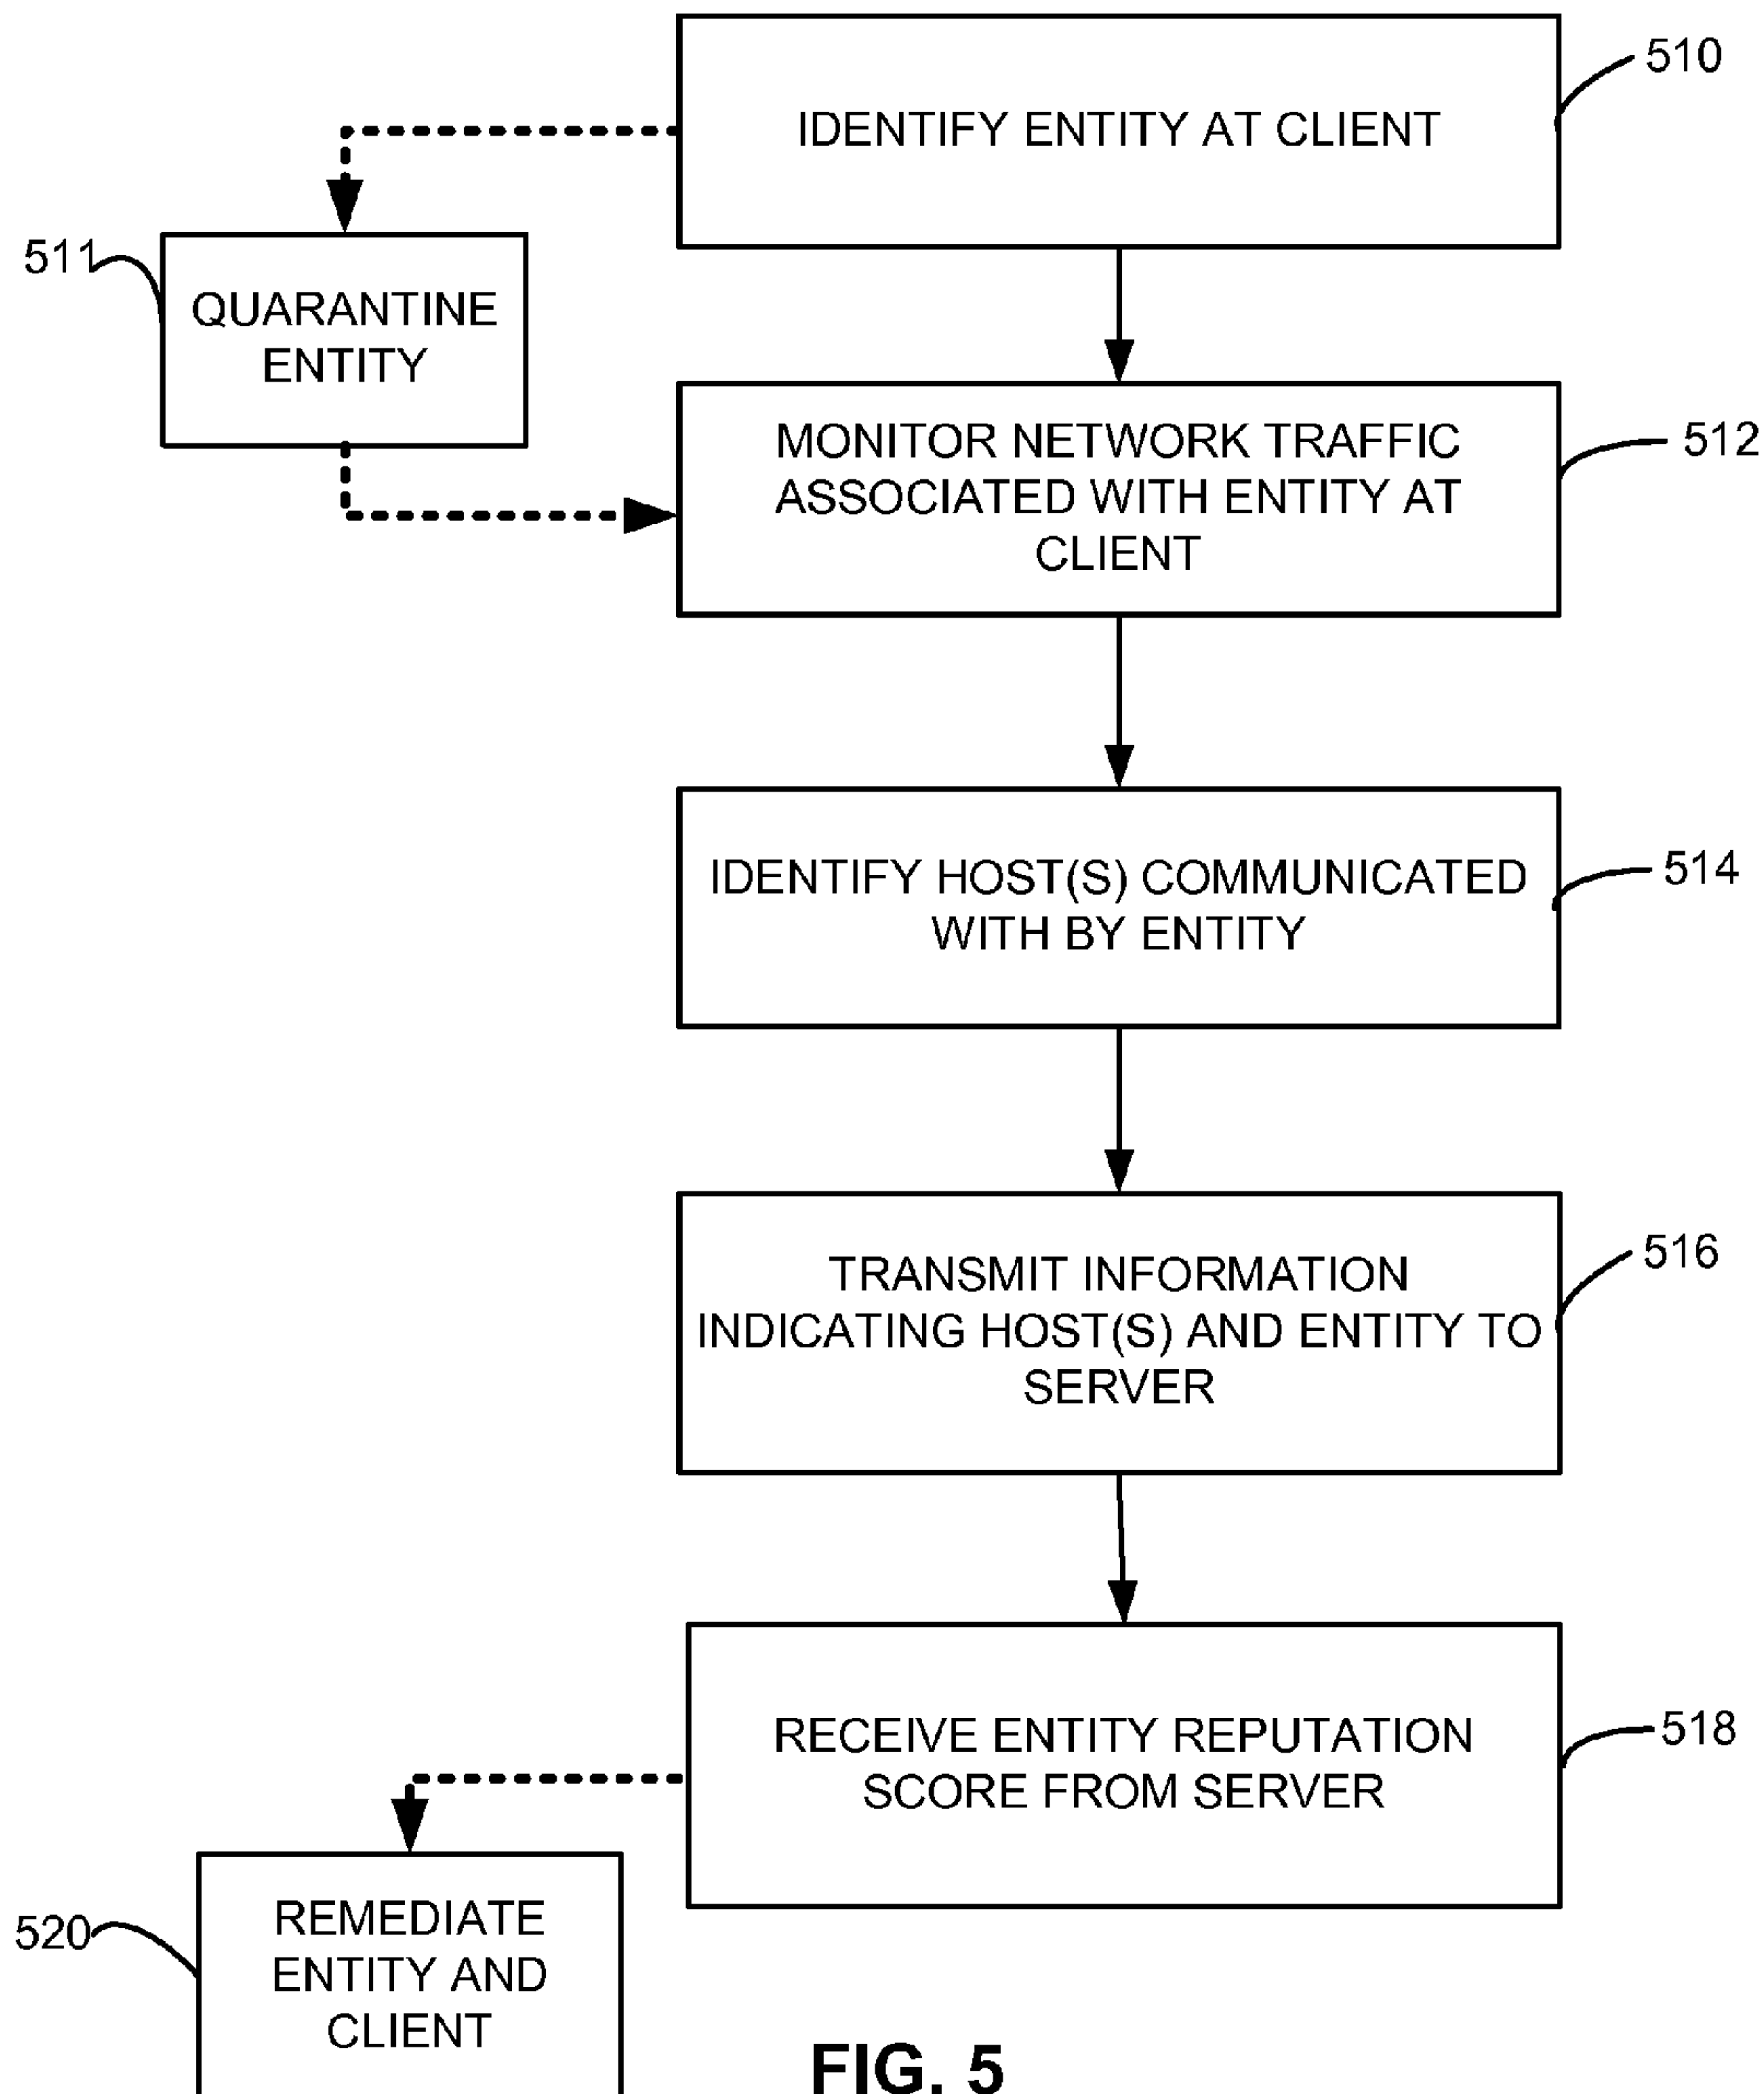 IDENTIFY ENTITY AT CLIENT
510
511
QUARANTINE
ENTITY
MONITOR NETWORK TRAFFIC
ASSOCIATED WITH ENTITY AT
CLIENT
512
IDENTIFY HOST(S) COMMUNICATED
WITH BY ENTITY
514
TRANSMIT INFORMATION
INDICATING HOST(S) AND ENTITY TO
SERVER
516
RECEIVE ENTITY REPUTATION
SCORE FROM SERVER
518
520
REMEDIATE
ENTITY AND
CLIENT
FIG. 5